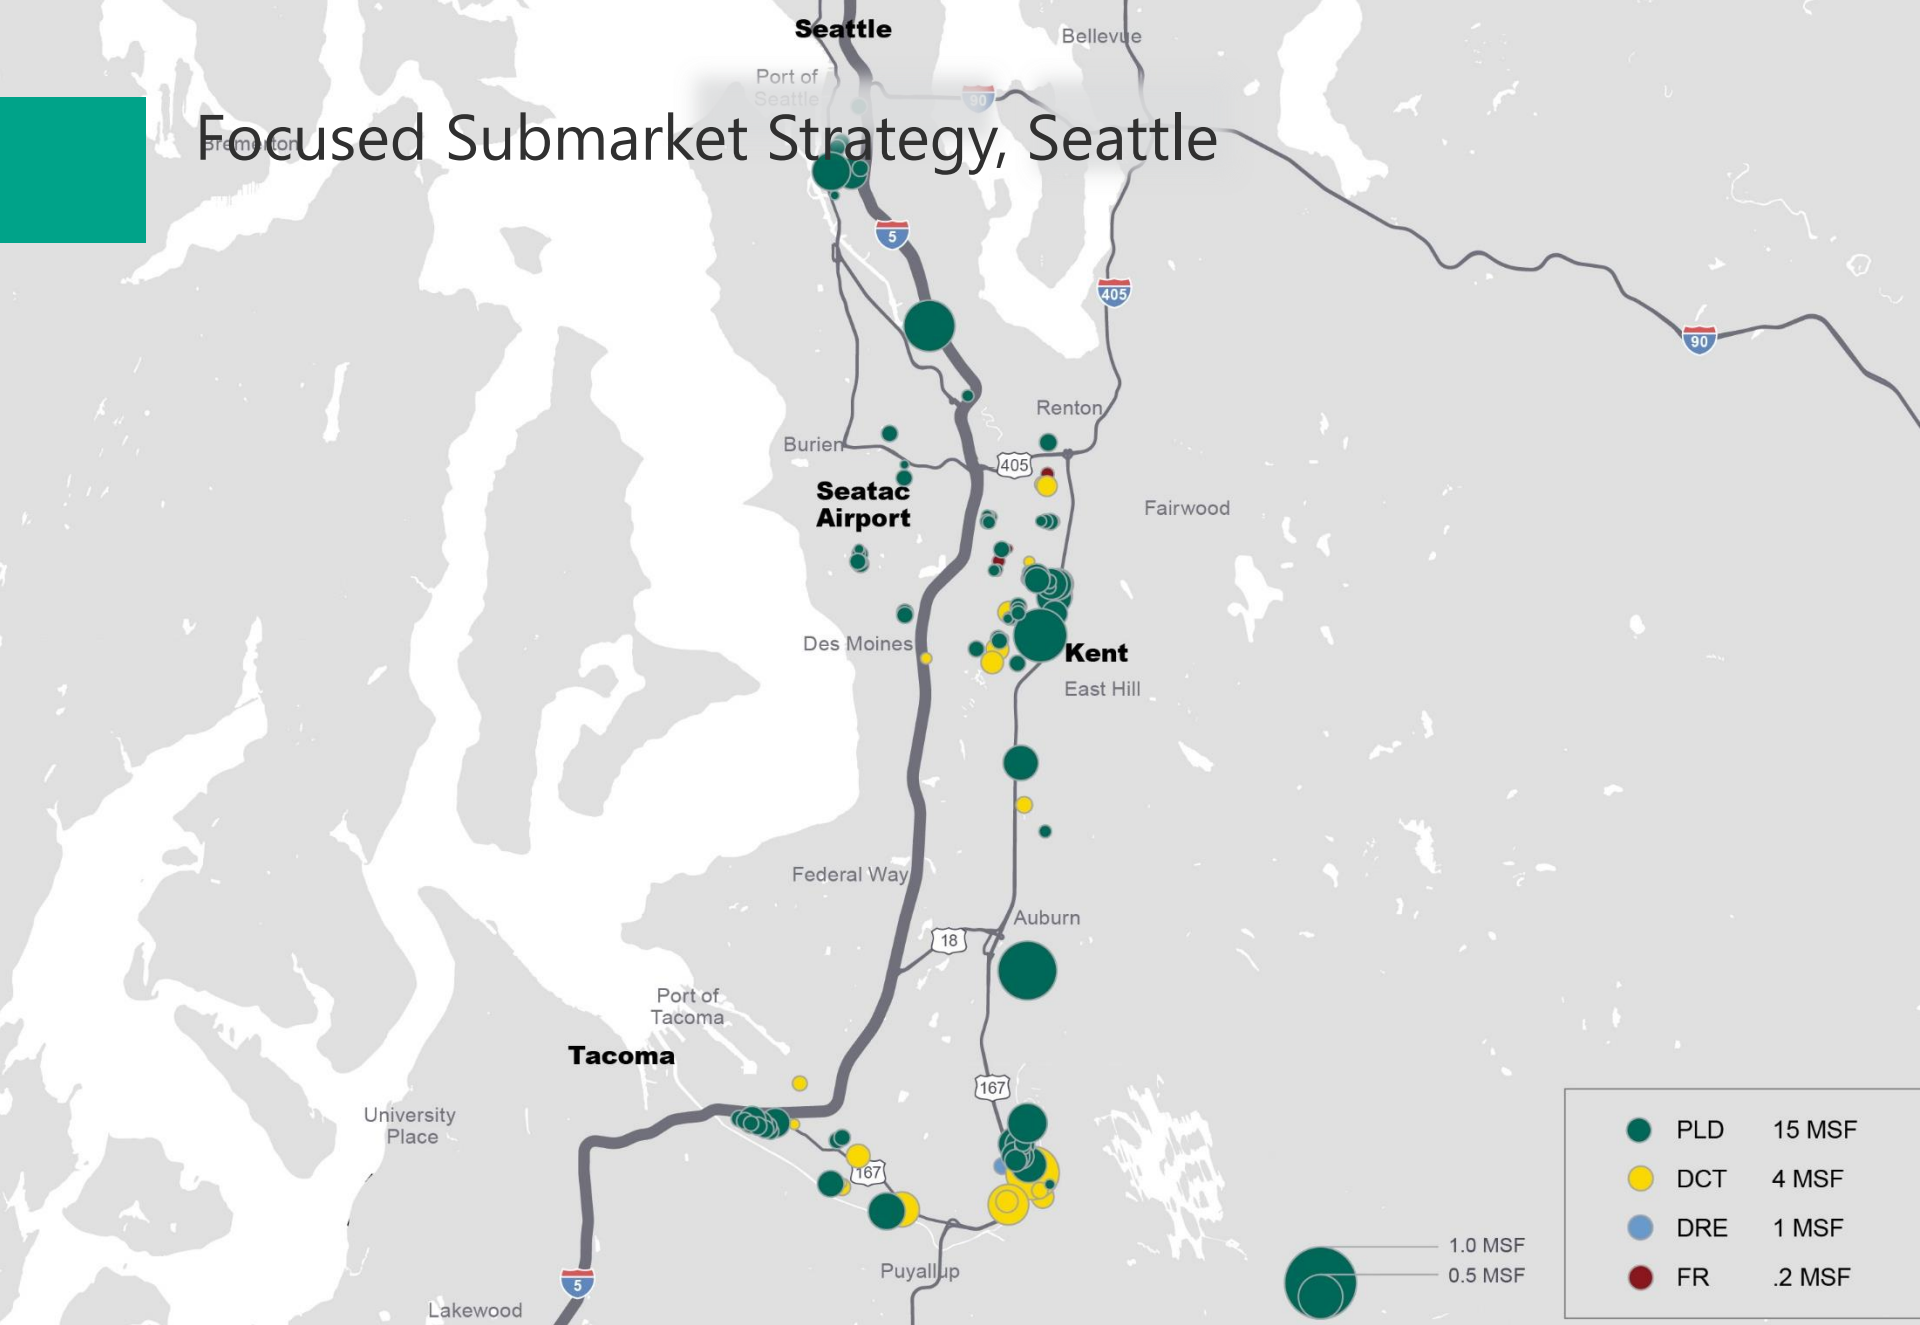 Seattle
Bellevue
Port of
Seattle
90
Focused Submarket Strategy, Seattle
Bremerton
5
405
90
Renton
Burien
405
Seatac
Airport
Fairwood
Des Moines
Kent
East Hill
Federal Way
Auburn
18
Port of
Tacoma
Tacoma
167
University
Place
167
Puyallup
5
Lakewood
PLD 15 MSF
DCT 4 MSF
DRE 1 MSF
FR .2 MSF
1.0 MSF
0.5 MSF